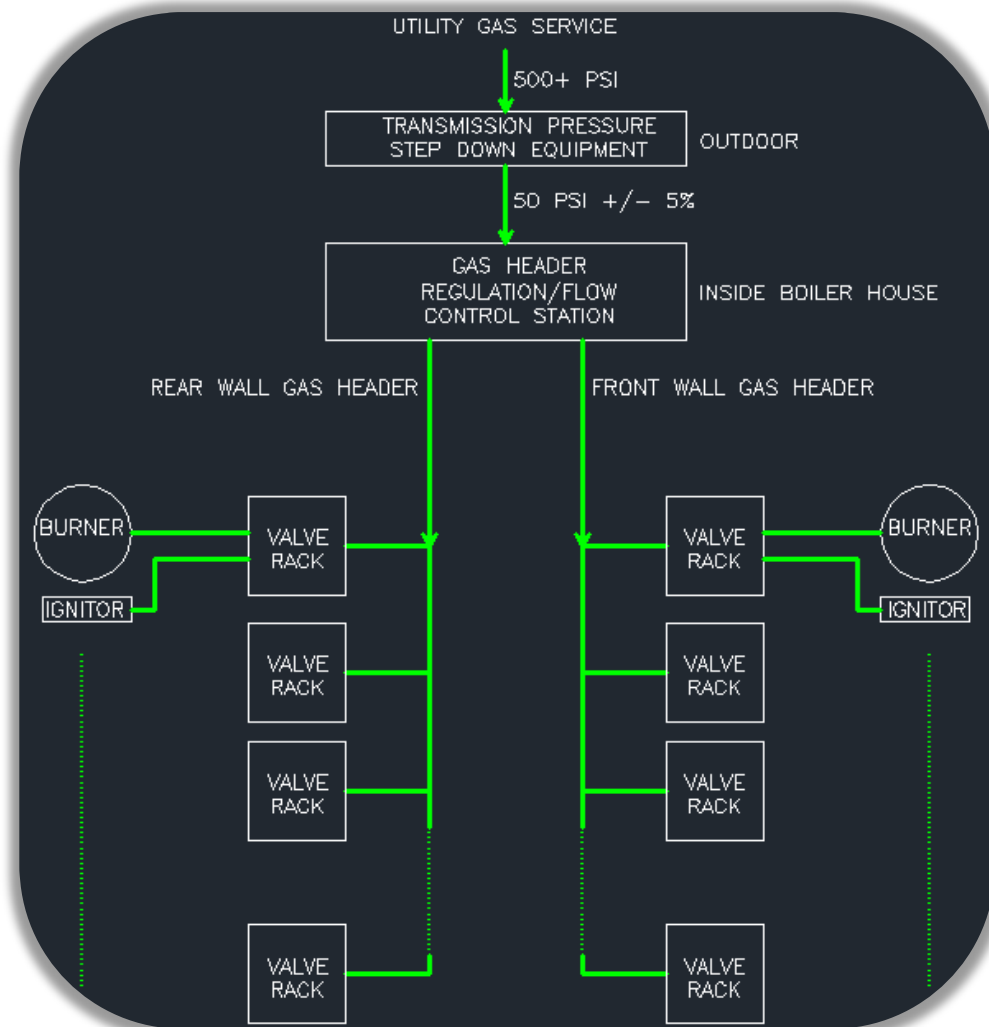 UTILITY GAS SERVICE
500+ PSI
TRANSMISSION PRESSURE
STEP DOWN EQUIPMENT
OUTDOOR
50 PSI +/- 5%
GAS HEADER
REGULATION/FLOW
CONTROL STATION
INSIDE BOILER HOUSE
REAR WALL GAS HEADER
FRONT WALL GAS HEADER
BURNER
VALVE
RACK
VALVE
RACK
BURNER
IGNITOR
IGNITOR
VALVE
RACK
VALVE
RACK
VALVE
RACK
VALVE
RACK
VALVE
RACK
VALVE
RACK